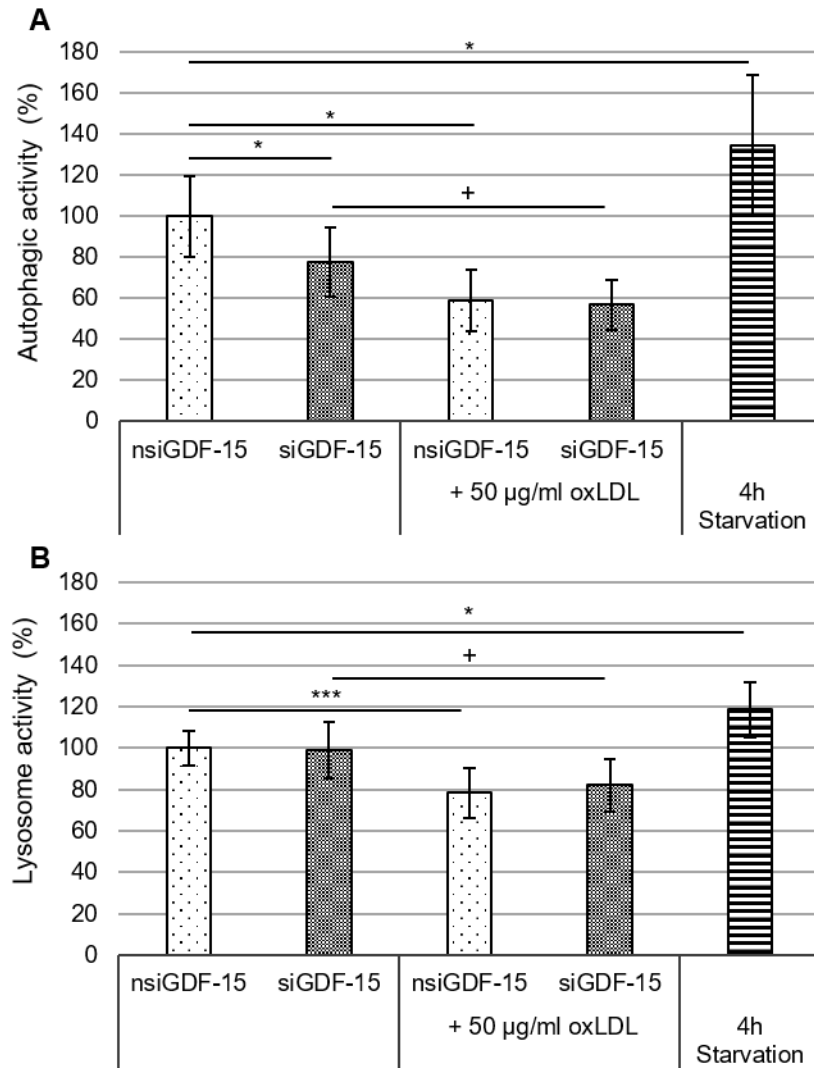 A
Autophagic activity (%)
180
160
140
120
100
80
60
40
20
0
*
*
*
+
nsiGDF-15 siGDF-15 nsiGDF-15 siGDF-15
+ 50 µg/ml oxLDL
4h
Starvation
B
Lysosome activity (%)
180
160
140
120
100
80
60
40
20
0
*
+
***
nsiGDF-15 siGDF-15 nsiGDF-15 siGDF-15
+ 50 µg/ml oxLDL
4h
Starvation